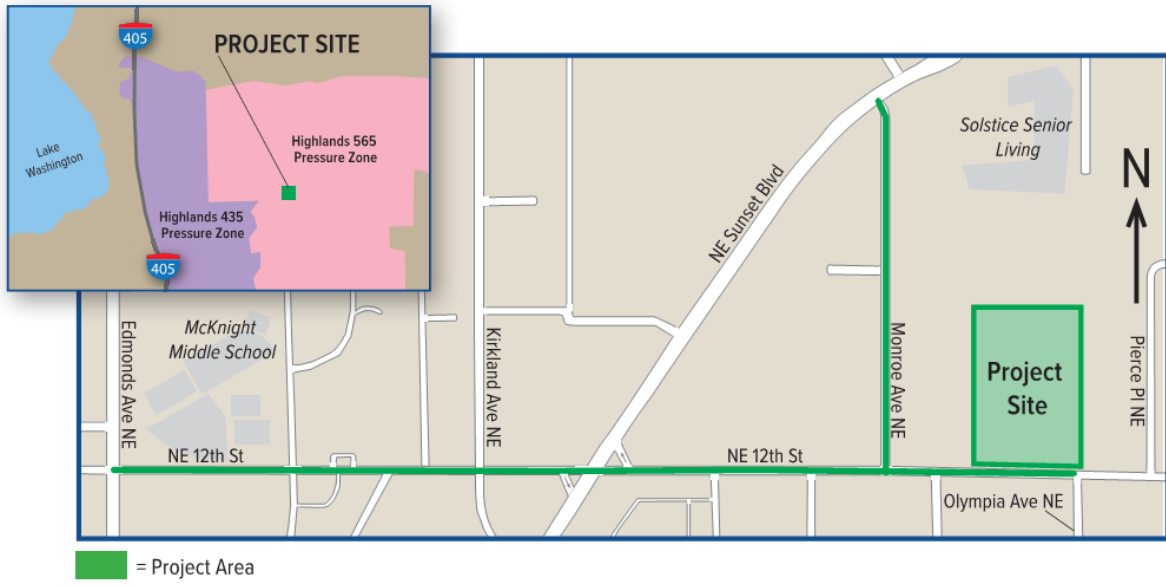 405
PROJECT SITE
Highlands 565
Pressure Zone
Lake
Washington
Highlands 435
Pressure Zone
405
Solstice Senior
Living
N
NE Sunset Blvd
McKnight
Middle School
Edmonds Ave NE
Kirkland Ave NE
Monroe Ave NE
Pierce Pl NE
Project
Site
NE 12th St
NE 12th St
Olympia Ave NE
= Project Area